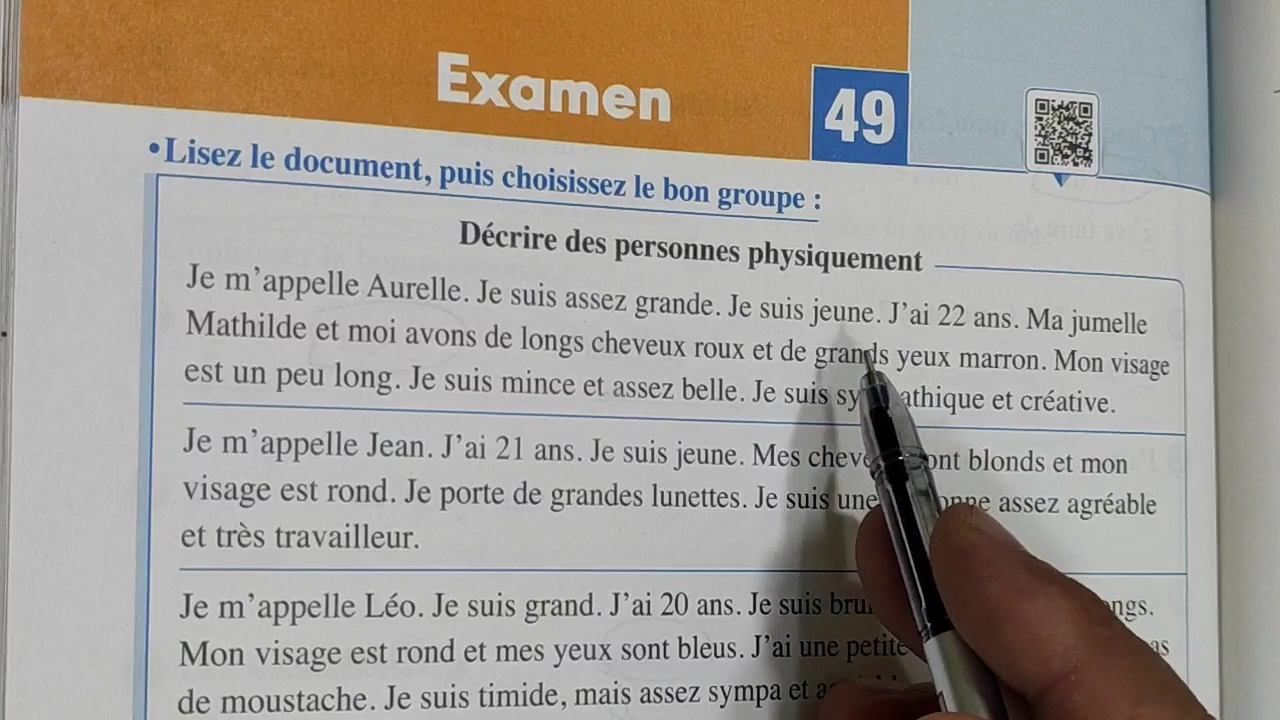 Examen
49
•Lisez le document, puis choisissez le bon groupe :
Décrire des personnes physiquement
Je m'appelle Aurelle. Je suis assez grande. Je suis jeune. J'ai 22 ans. Ma jumelle
Mathilde et moi avons de longs cheveux roux et de grands yeux marron. Mon visage
est un peu long. Je suis mince et assez belle. Je suis sympathique et créative.
Je m'appelle Jean. J'ai 21 ans. Je suis jeune. Mes cheveux sont blonds et mon
visage est rond. Je porte de grandes lunettes. Je suis une personne assez agréable
et très travailleur.
Je m'appelle Léo. Je suis grand. J'ai 20 ans. Je suis
Mon visage est rond et mes yeux sont bleus. J'ai une petite
de moustache. Je suis timide, mais assez sympa et